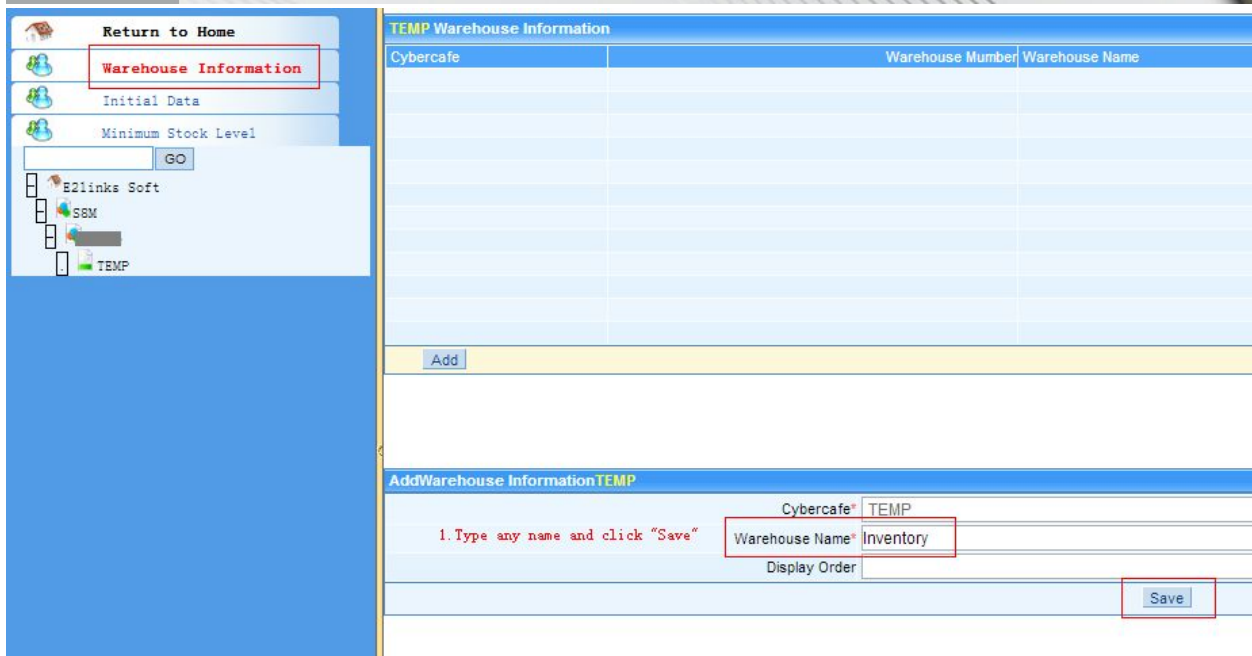 Return to Home
Warehouse Information
Initial Data
Minimum Stock Level
GO
E21inks Soft
S8M
TEMP
TEMP Warehouse Information
Cybercafe Warehouse Mumber Warehouse Name
Add
AddWarehouse InformationTEMP
Cybercafe* TEMP
1.Type any name and click "Save"
Warehouse Name* Inventory
Display Order
Save